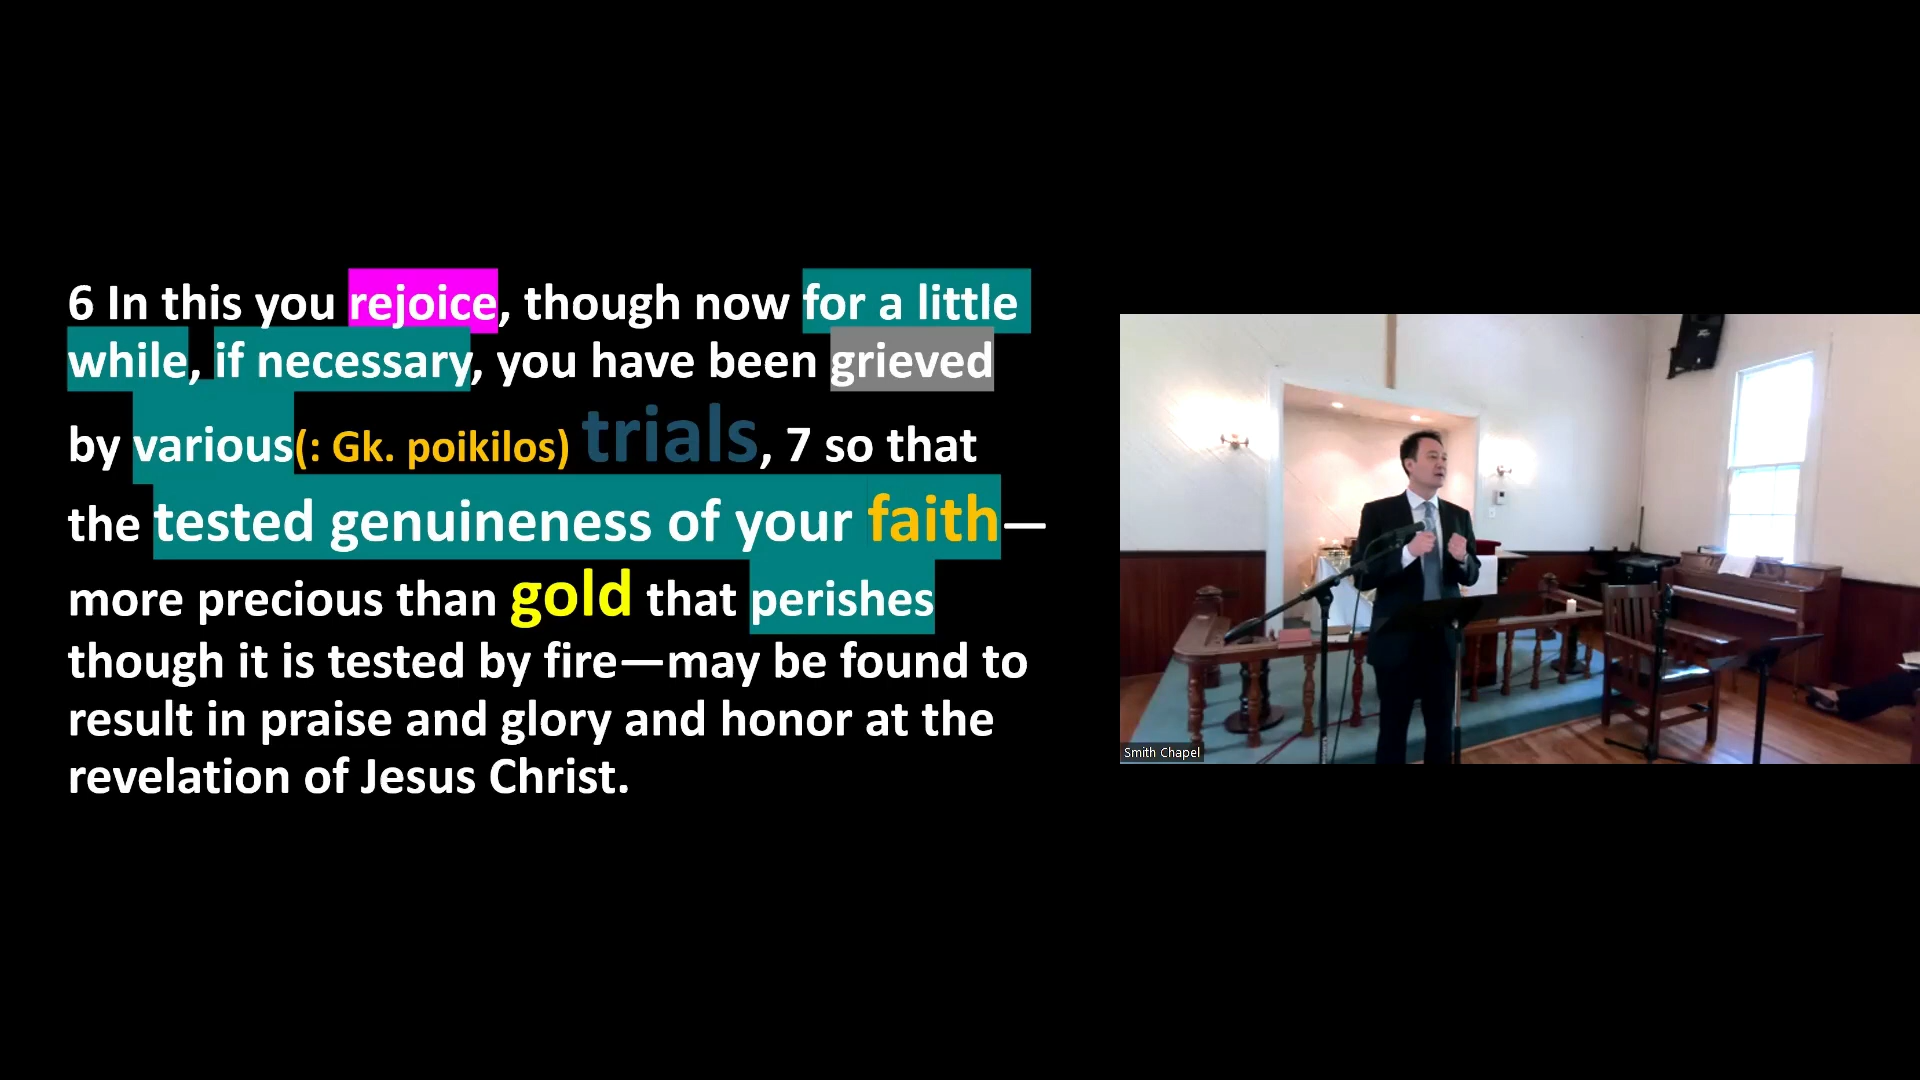 6 In this you rejoice, though now for a little
while, if necessary, you have been grieved
by various(: Gk. poikilos) trials, 7 so that
the tested genuineness of your faith—
more precious than gold that perishes
though it is tested by fire—may be found to
result in praise and glory and honor at the
revelation of Jesus Christ.
Smith Chapel